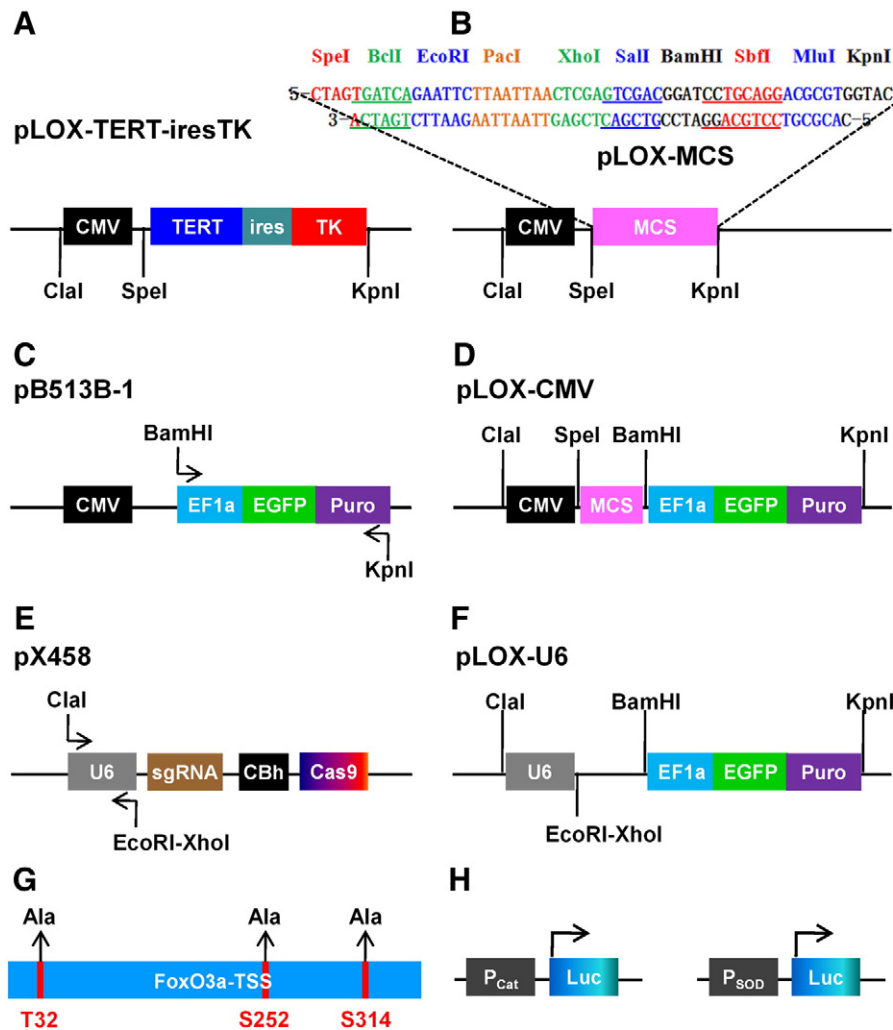 A
B
SpeI BclI EcoRI PacI XhoI SalI BamHI SbfI MluI KpnI
5-CTAGTGATCAGAATTCTTAATTAACTCGAGTCGACGGATCCTGCAGGACGCGTGGTAC
3-ACTAGTCTTAAGAATTAATTGAGCTCAGCTGCCTAGGACGTCCTGCGCAC-5
pLOX-TERT-iresTK
pLOX-MCS
CMV TERT ires TK
ClaI SpeI KpnI
CMV MCS
ClaI SpeI KpnI
C
pB513B-1
BamHI
CMV EF1a EGFP Puro
KpnI
D
pLOX-CMV
ClaI SpeI BamHI KpnI
CMV MCS EF1a EGFP Puro
E
pX458
ClaI
U6 sgRNA CBh Cas9
EcoRI-XhoI
F
pLOX-U6
ClaI BamHI KpnI
U6 EF1a EGFP Puro
EcoRI-XhoI
G
Ala Ala Ala
FoxO3a-TSS
T32 S252 S314
H
PCat Luc PSOD Luc